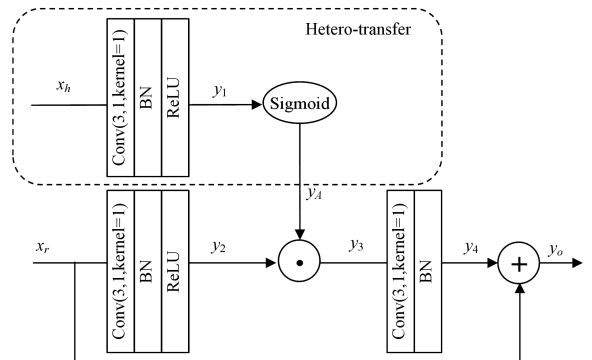 Hetero-transfer
x_h
Conv(3,1,kernel=1)
BN
ReLU
y_1
Sigmoid
y_A
x_r
Conv(3,1,kernel=1)
BN
ReLU
y_2
y_3
Conv(3,1,kernel=1)
BN
y_4
+
y_o